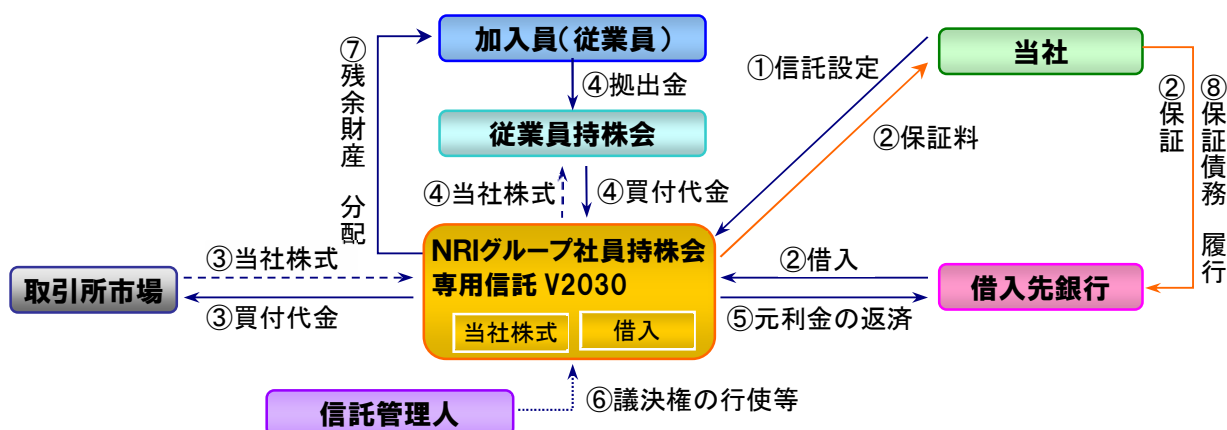 加入員(従業員)
当社
⑦残余財産 分配
④拠出金
①信託設定
②保証
⑧保証債務 履行
従業員持株会
②保証料
④当社株式
④買付代金
NRIグループ社員持株会
専用信託 V2030
③当社株式
②借入
取引所市場
借入先銀行
③買付代金
⑤元利金の返済
当社株式
借入
⑥議決権の行使等
信託管理人